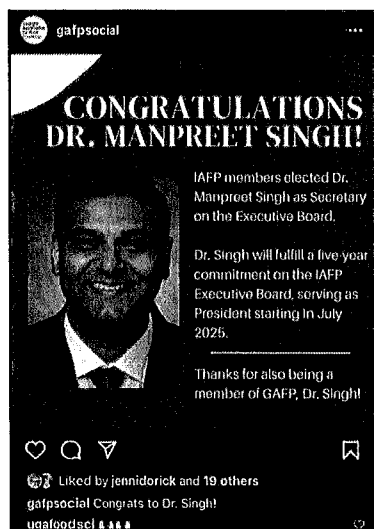 gafpsocial
CONGRATULATIONS
DR. MANPREET SINGH!
IAFP members elected Dr.
Manpreet Singh as Secretary
on the Executive Board.
Dr. Singh will fulfill a five-year
commitment on the IAFP
Executive Board, serving as
President starting in July
2025.
Thanks for also being a
member of GAFP, Dr. Singh!
Liked by jennidorick and 19 others
gafpsocial Congrats to Dr. Singh!
ugafoodsci